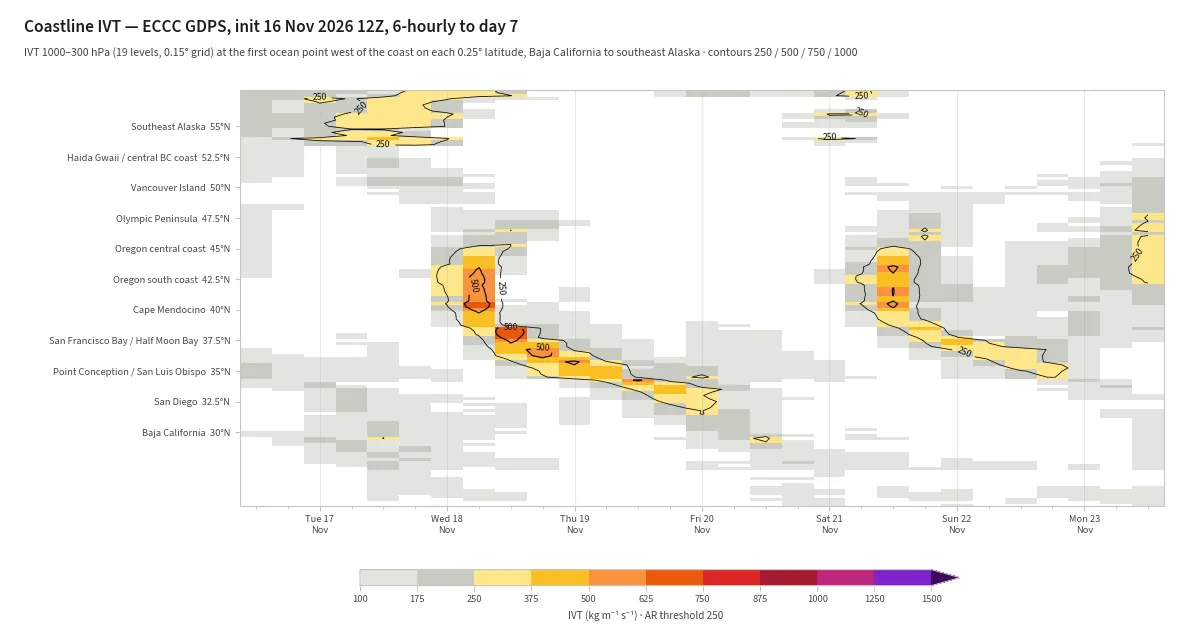 Coastline IVT — ECCC GDPS, init 16 Nov 2026 12Z, 6-hourly to day 7
IVT 1000–300 hPa (19 levels, 0.15° grid) at the first ocean point west of the coast on each 0.25° latitude, Baja California to southeast Alaska · contours 250 / 500 / 750 / 1000
250
250
250
250
250
250
Southeast Alaska 55°N
Haida Gwaii / central BC coast 52.5°N
Vancouver Island 50°N
Olympic Peninsula 47.5°N
Oregon central coast 45°N
250
Oregon south coast 42.5°N
500
250
Cape Mendocino 40°N
500
San Francisco Bay / Half Moon Bay 37.5°N
500
250
Point Conception / San Luis Obispo 35°N
San Diego 32.5°N
Baja California 30°N
Tue 17 Wed 18 Thu 19 Fri 20 Sat 21 Sun 22 Mon 23
Nov Nov Nov Nov Nov Nov Nov
100 175 250 375 500 625 750 875 1000 1250 1500
IVT (kg m⁻¹ s⁻¹) · AR threshold 250